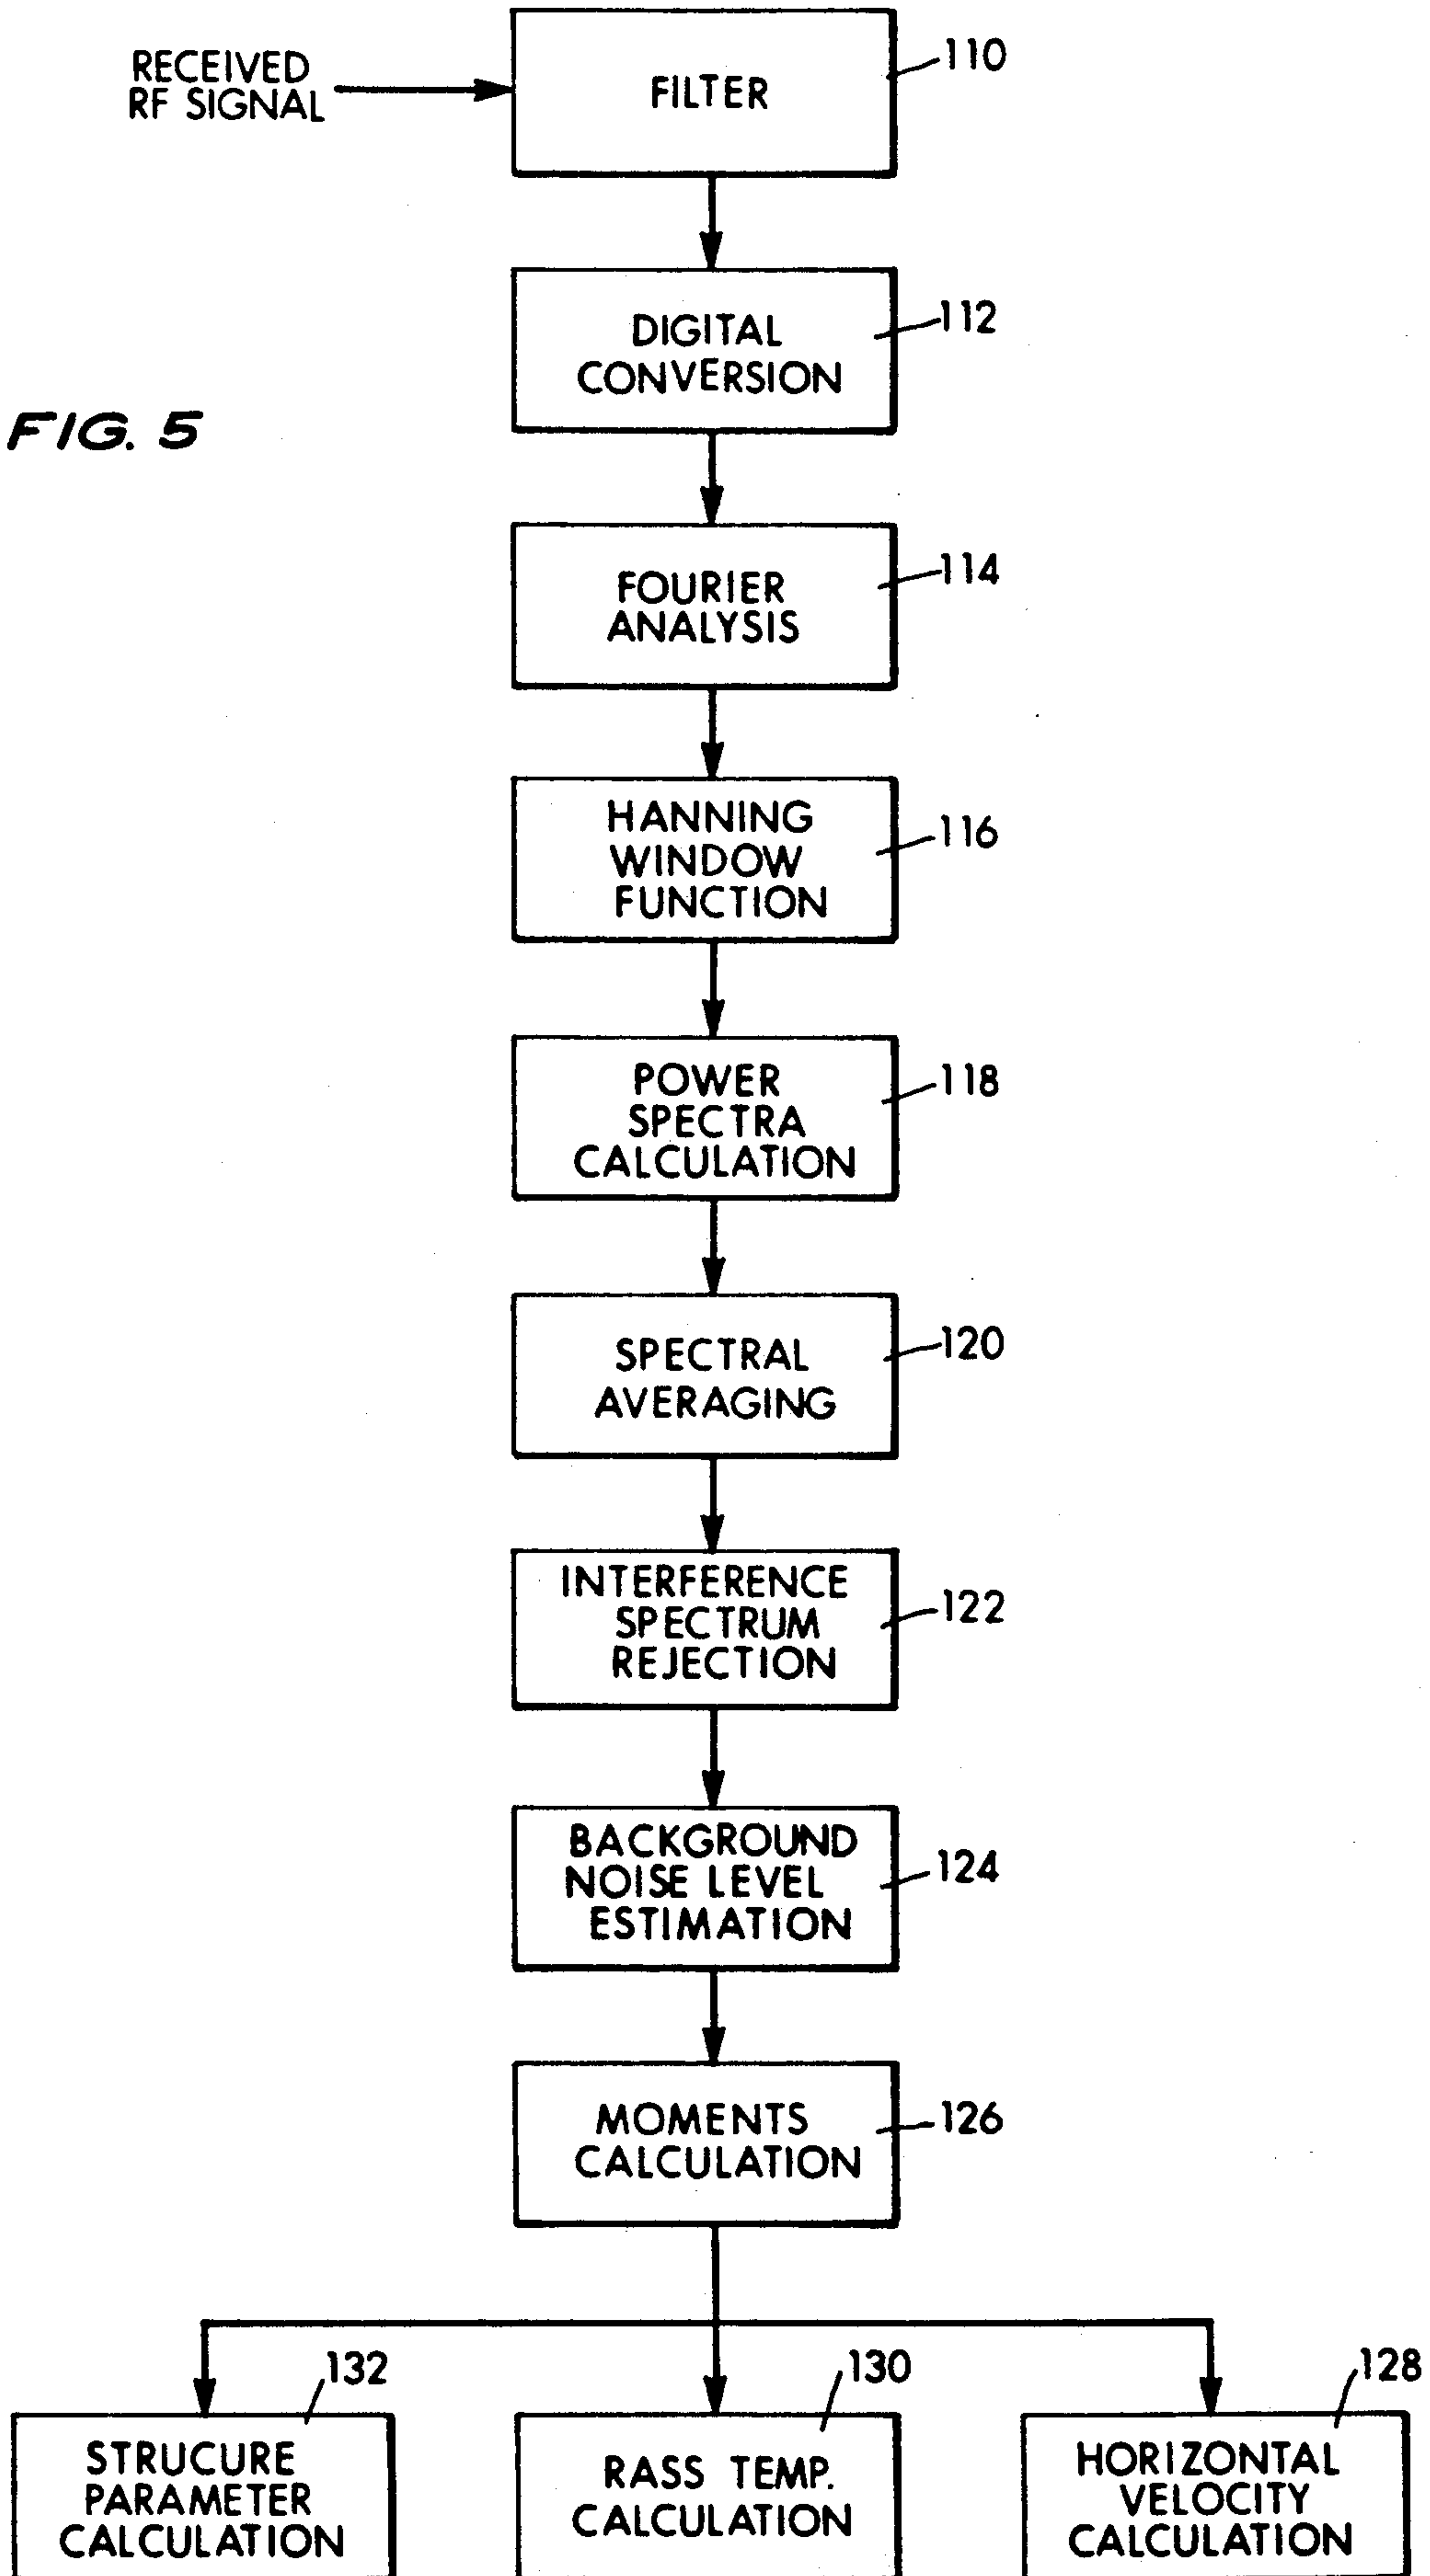 RECEIVED
RF SIGNAL
FILTER
110
DIGITAL
CONVERSION
112
FIG. 5
FOURIER
ANALYSIS
114
HANNING
WINDOW
FUNCTION
116
POWER
SPECTRA
CALCULATION
118
SPECTRAL
AVERAGING
120
INTERFERENCE
SPECTRUM
REJECTION
122
BACKGROUND
NOISE LEVEL
ESTIMATION
124
MOMENTS
CALCULATION
126
132
STRUCURE
PARAMETER
CALCULATION
130
RASS TEMP.
CALCULATION
128
HORIZONTAL
VELOCITY
CALCULATION